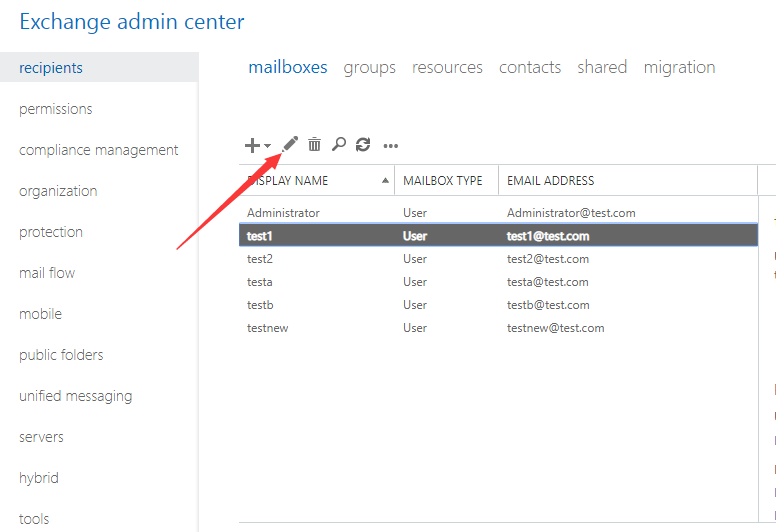 Exchange admin center
recipients
permissions
compliance management
organization
protection
mail flow
mobile
public folders
unified messaging
servers
hybrid
tools
mailboxes groups resources contacts shared migration
DISPLAY NAME MAILBOX TYPE EMAIL ADDRESS
Administrator User Administrator@test.com
test1 User test1@test.com
test2 User test2@test.com
testa User testa@test.com
testb User testb@test.com
testnew User testnew@test.com